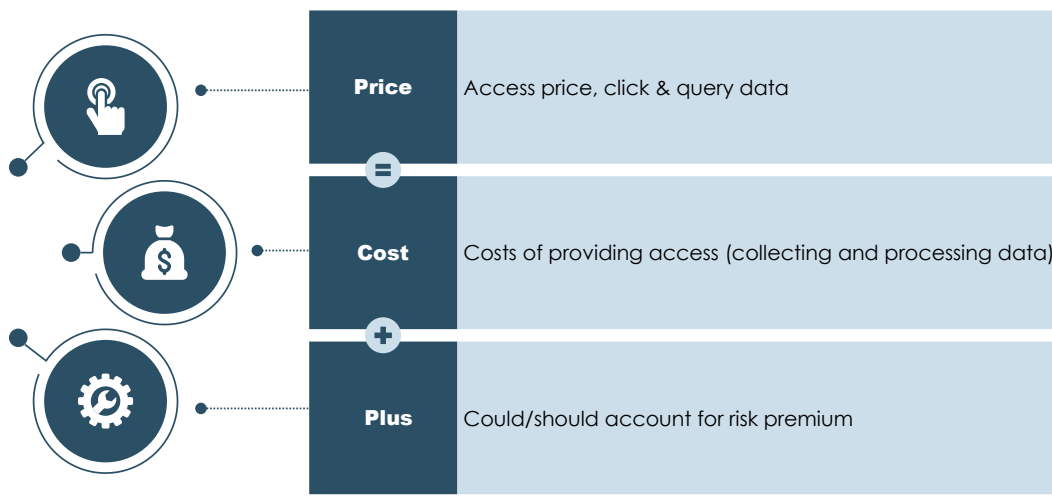 Price
Access price, click & query data
=
Cost
Costs of providing access (collecting and processing data)
+
Plus
Could/should account for risk premium
$